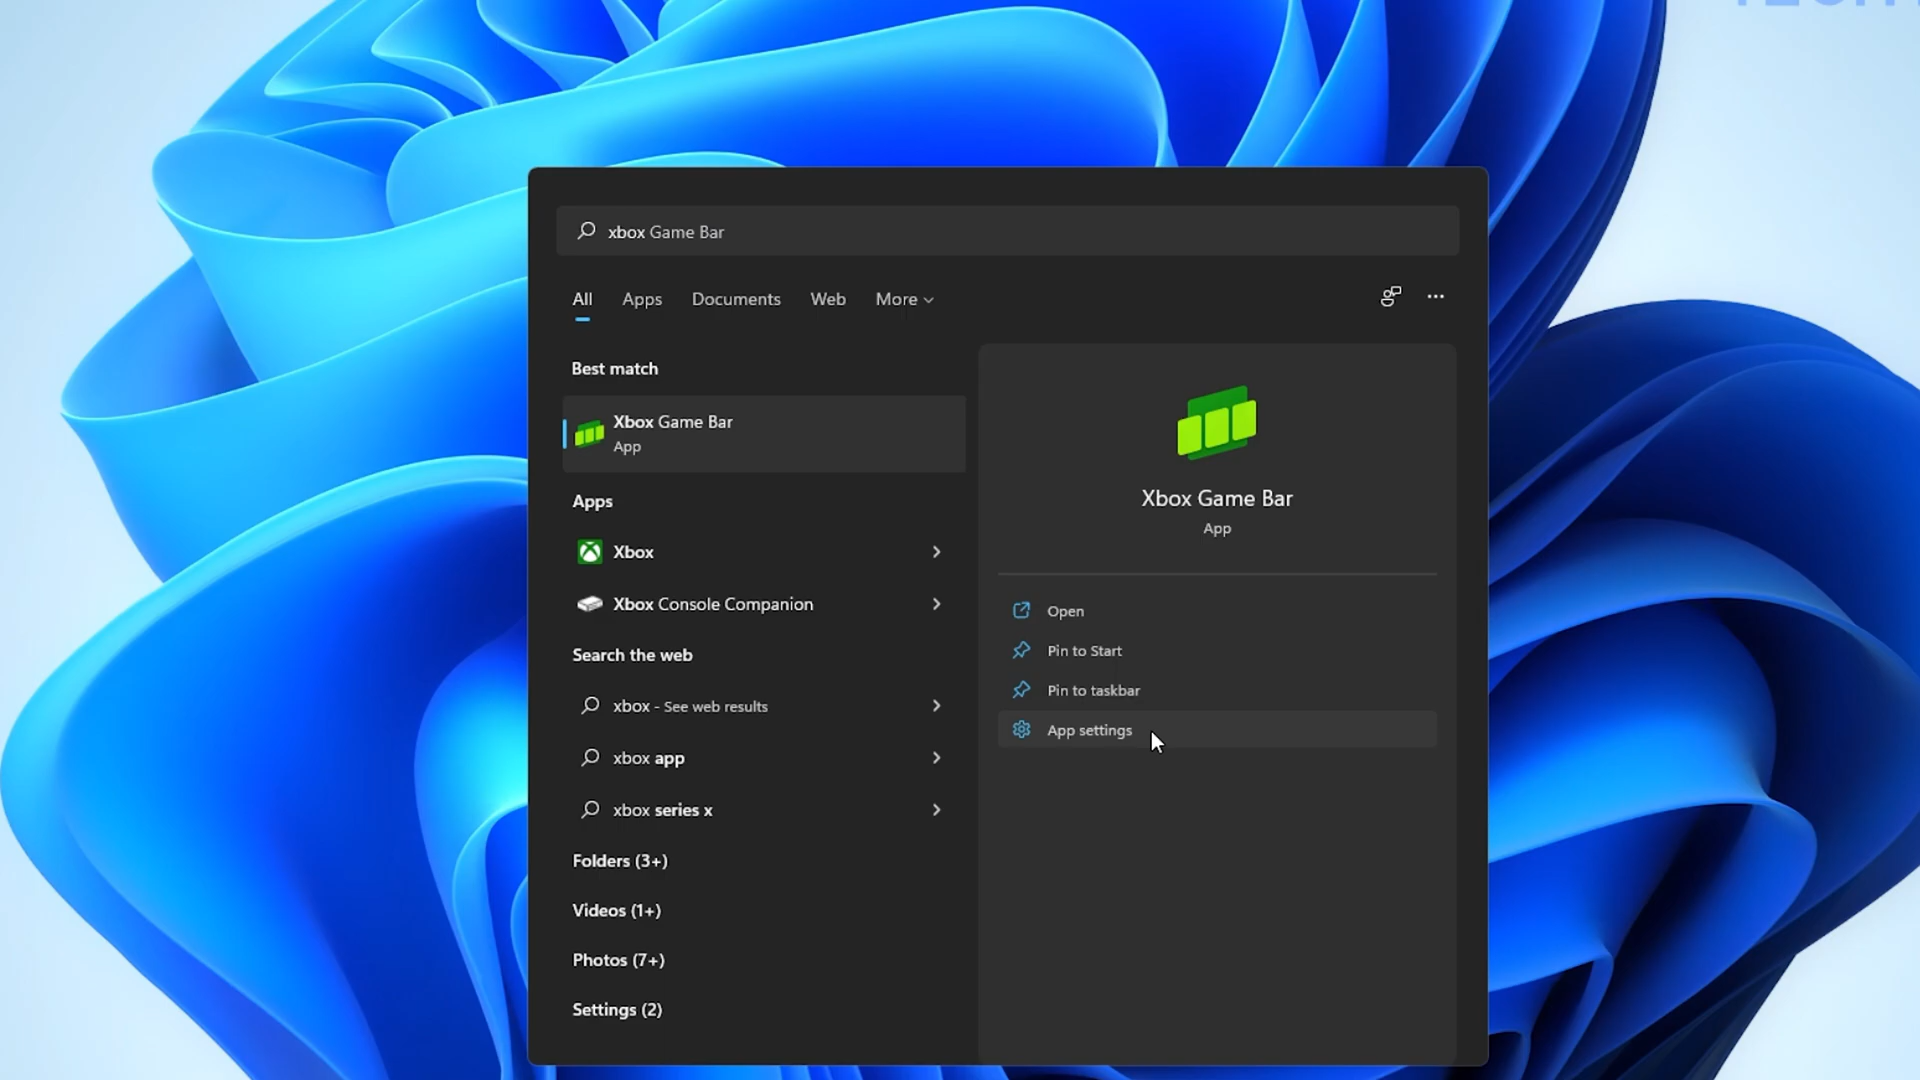 xbox Game Bar
All Apps Documents Web More
Best match
Xbox Game Bar
App
Apps
Xbox
Xbox Console Companion
Search the web
xbox - See web results
xbox app
xbox series x
Folders (3+)
Videos (1+)
Photos (7+)
Settings (2)
Xbox Game Bar
App
Open
Pin to Start
Pin to taskbar
App settings